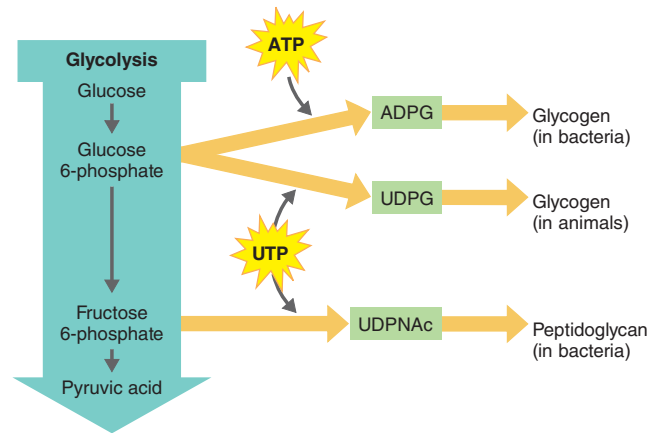 Glycolysis
Glucose
Glucose
6-phosphate
Fructose
6-phosphate
Pyruvic acid
ATP
UTP
ADPG
Glycogen
(in bacteria)
UDPG
Glycogen
(in animals)
UDPNAc
Peptidoglycan
(in bacteria)